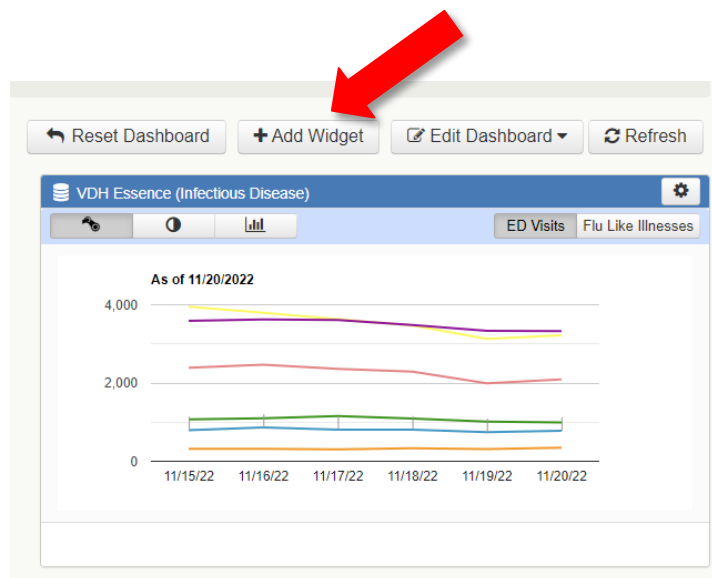 Reset Dashboard
Add Widget
Edit Dashboard
Refresh
VDH Essence (Infectious Disease)
ED Visits
Flu Like Illnesses
As of 11/20/2022
4,000
2,000
0
11/15/22 11/16/22 11/17/22 11/18/22 11/19/22 11/20/22